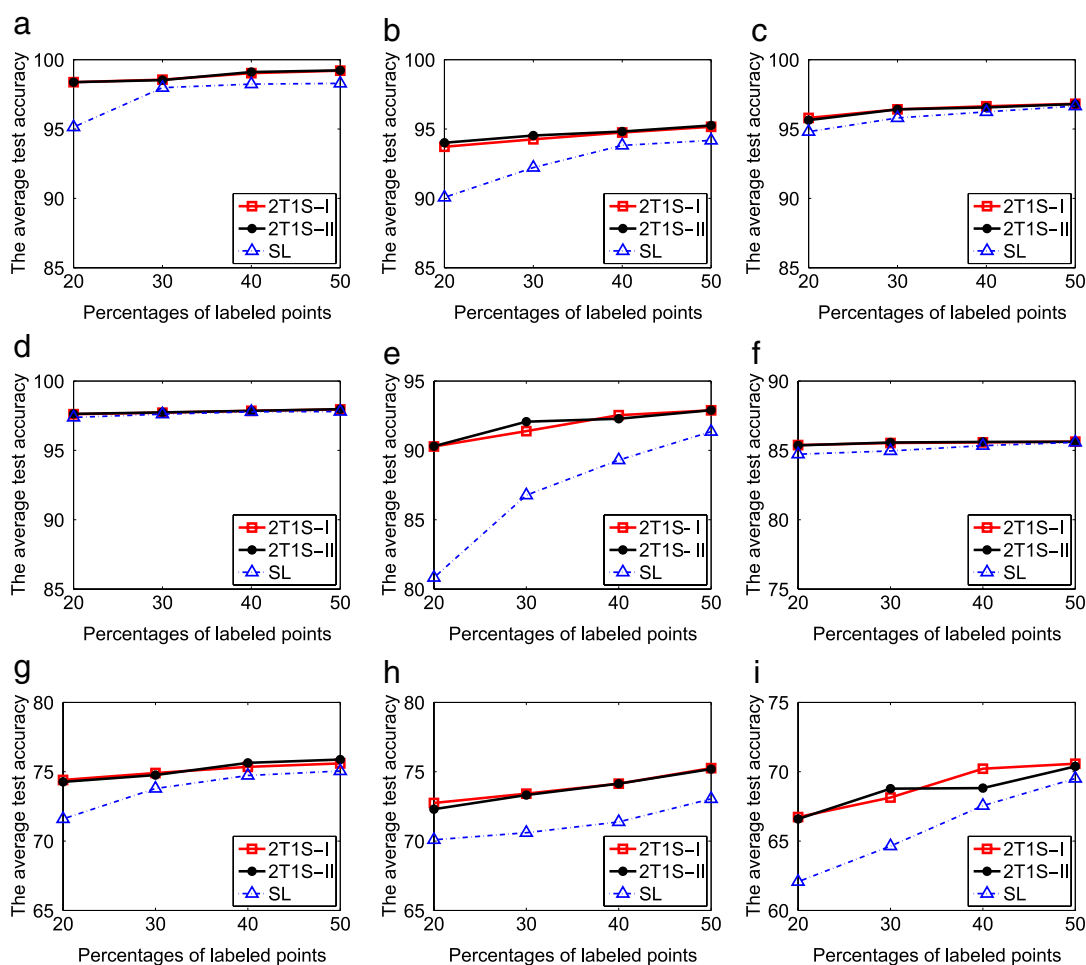 a
The average test accuracy
100
95
90
85
20 30 40 50
Percentages of labeled points
2T1S-I
2T1S-II
SL
b
The average test accuracy
100
95
90
85
20 30 40 50
Percentages of labeled points
2T1S-I
2T1S-II
SL
c
The average test accuracy
100
95
90
85
20 30 40 50
Percentages of labeled points
2T1S-I
2T1S-II
SL
d
The average test accuracy
100
95
90
85
20 30 40 50
Percentages of labeled points
2T1S-I
2T1S-II
SL
e
The average test accuracy
95
90
85
80
20 30 40 50
Percentages of labeled points
2T1S-I
2T1S-II
SL
f
The average test accuracy
90
85
80
75
20 30 40 50
Percentages of labeled points
2T1S-I
2T1S-II
SL
g
The average test accuracy
80
75
70
65
20 30 40 50
Percentages of labeled points
2T1S-I
2T1S-II
SL
h
The average test accuracy
80
75
70
65
20 30 40 50
Percentages of labeled points
2T1S-I
2T1S-II
SL
i
The average test accuracy
75
70
65
60
20 30 40 50
Percentages of labeled points
2T1S-I
2T1S-II
SL